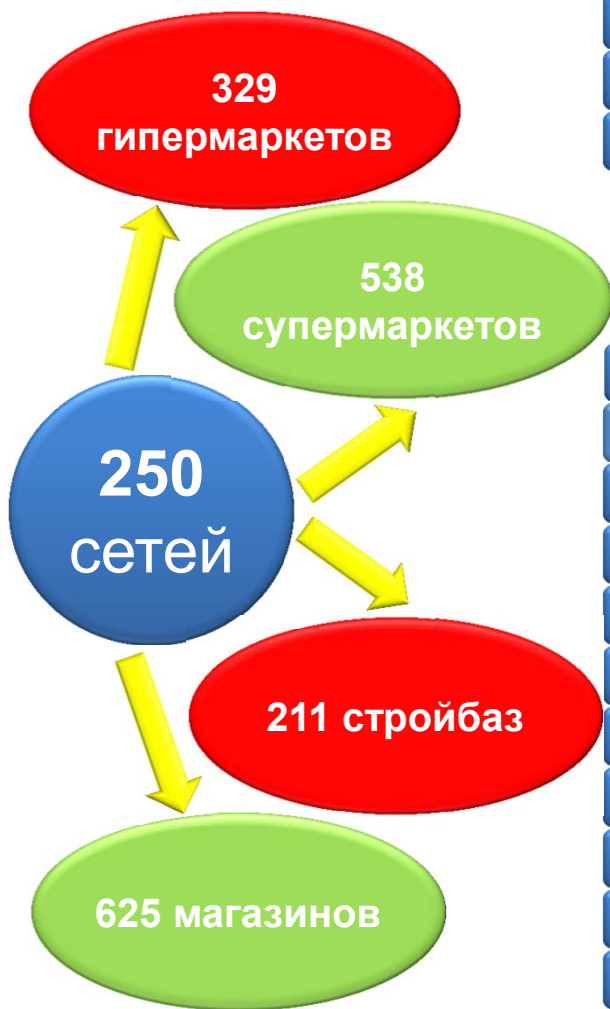 329
гипермаркетов
538
супермаркетов
250
сетей
211 стройбаз
625 магазинов